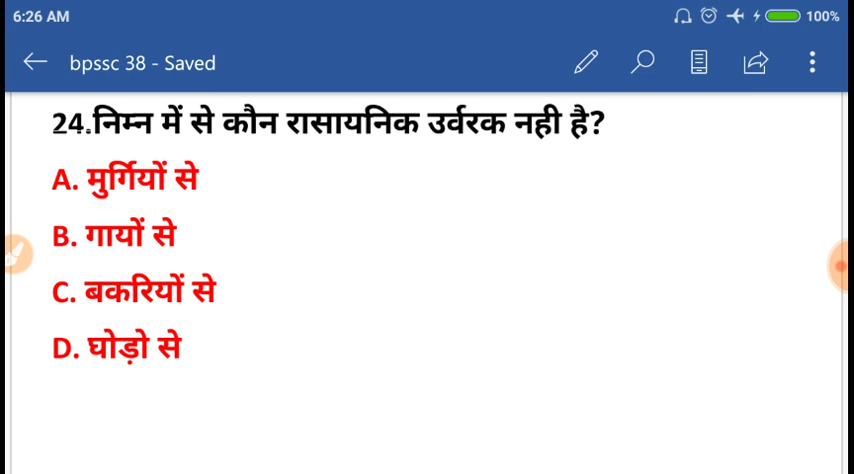 6:26 AM
100%
bpssc 38 - Saved
24.निम्न में से कौन रासायनिक उर्वरक नही है?
A. मुर्गियों से
B. गायों से
C. बकरियों से
D. घोड़ो से